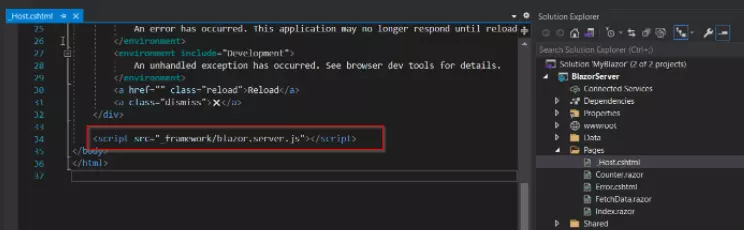 _Host.cshtml
25 An error has occurred. This application may no longer respond until reload
26 </environment>
27 <environment include="Development">
28 An unhandled exception has occurred. See browser dev tools for details.
29 </environment>
30 <a href="" class="reload">Reload</a>
31 <a class="dismiss">🗙</a>
32 </div>
33
34 <script src="_framework/blazor.server.js"></script>
35 </body>
36 </html>
37
Solution Explorer
Search Solution Explorer (Ctrl+;)
Solution 'MyBlazor' (2 of 2 projects)
BlazorServer
Connected Services
Dependencies
Properties
wwwroot
Data
Pages
_Host.cshtml
Counter.razor
Error.cshtml
FetchData.razor
Index.razor
Shared